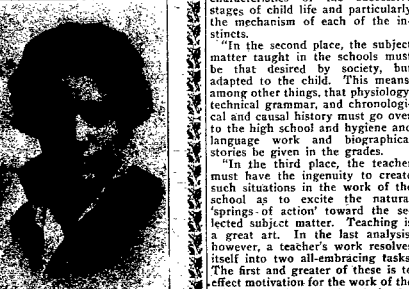 stages of child life and particularly
the mechanism of each of the in-
stincts.
"In the second place, the subject
matter taught in the schools must
be that desired by society, but
adapted to the child. This means
among other things, that physiology
technical grammar, and chronologi-
cal and causal history must go over
to the high school and hygiene and
language work and biographical
stories be given in the grades.
"In the third place, the teacher
must have the ingenuity to create
such situations in the work of the
school as to excite the natural
'springs of action' toward the se-
lected subject matter. Teaching is
a great art. In the last analysis
however, a teacher's work resolves
itself into two all-embracing tasks
The first and greater of these is to
effect motivation for the work of the